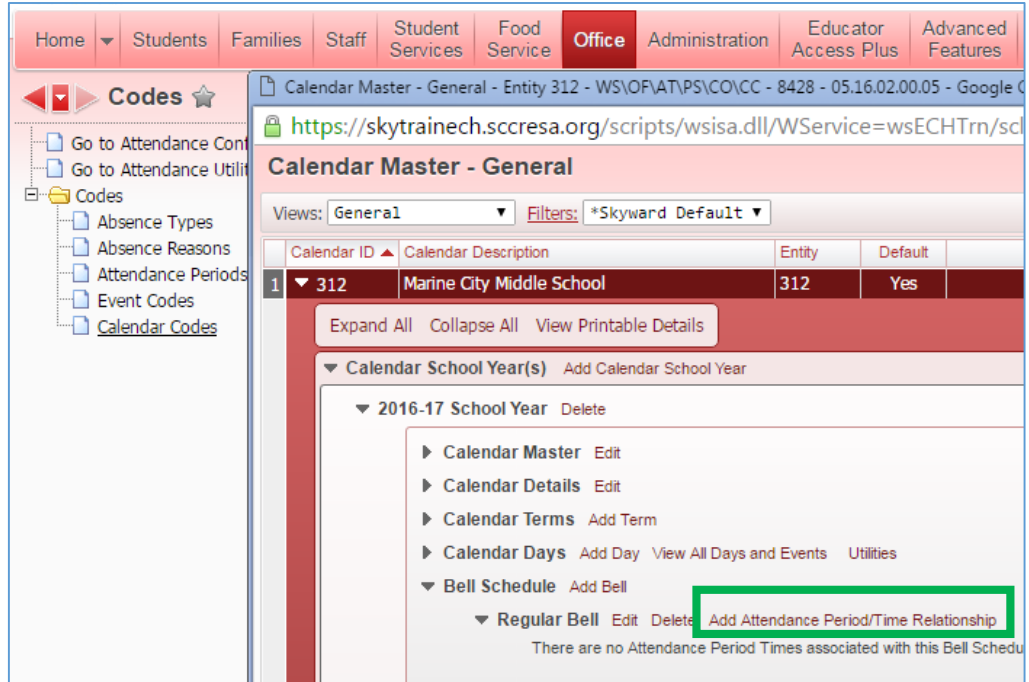 Home Students Families Staff Student Services Food Service Office Administration Educator Access Plus Advanced Features
Codes
Go to Attendance Conf
Go to Attendance Utilit
Codes
Absence Types
Absence Reasons
Attendance Periods
Event Codes
Calendar Codes
Calendar Master - General - Entity 312 - WS\OF\AT\PS\CO\CC - 8428 - 05.16.02.00.05 - Google C
https://skytrainech.sccresa.org/scripts/wsisa.dll/WService=wsECHTrn/scl
Calendar Master - General
Views: General Filters: *Skyward Default
Calendar ID Calendar Description Entity Default
1 312 Marine City Middle School 312 Yes
Expand All Collapse All View Printable Details
Calendar School Year(s) Add Calendar School Year
2016-17 School Year Delete
Calendar Master Edit
Calendar Details Edit
Calendar Terms Add Term
Calendar Days Add Day View All Days and Events Utilities
Bell Schedule Add Bell
Regular Bell Edit Delete Add Attendance Period/Time Relationship
There are no Attendance Period Times associated with this Bell Schedu